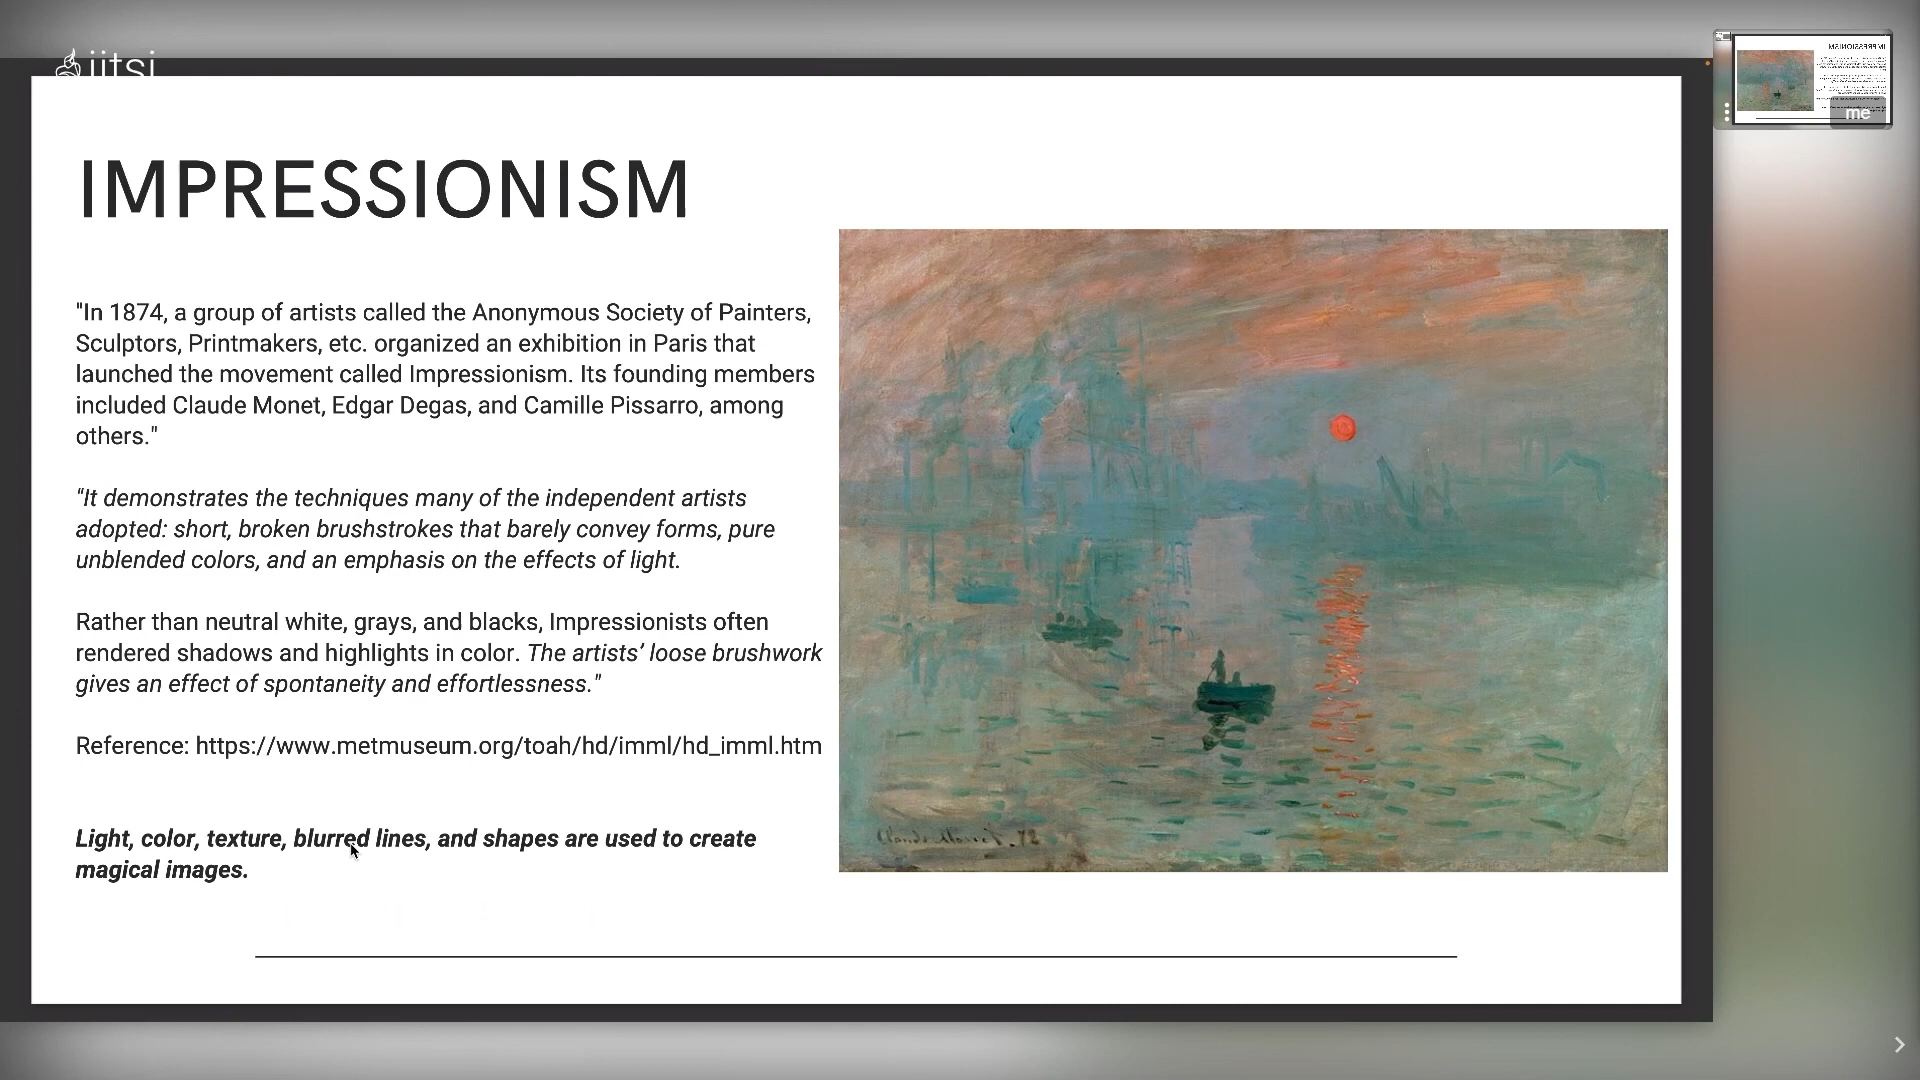 jitsi
IMPRESSIONISM
"In 1874, a group of artists called the Anonymous Society of Painters,
Sculptors, Printmakers, etc. organized an exhibition in Paris that
launched the movement called Impressionism. Its founding members
included Claude Monet, Edgar Degas, and Camille Pissarro, among
others."
"It demonstrates the techniques many of the independent artists
adopted: short, broken brushstrokes that barely convey forms, pure
unblended colors, and an emphasis on the effects of light.
Rather than neutral white, grays, and blacks, Impressionists often
rendered shadows and highlights in color. The artists’ loose brushwork
gives an effect of spontaneity and effortlessness."
Reference: https://www.metmuseum.org/toah/hd/imml/hd_imml.htm
Light, color, texture, blurred lines, and shapes are used to create
magical images.
Claude Monet. 72
IMPRESSIONISM
me